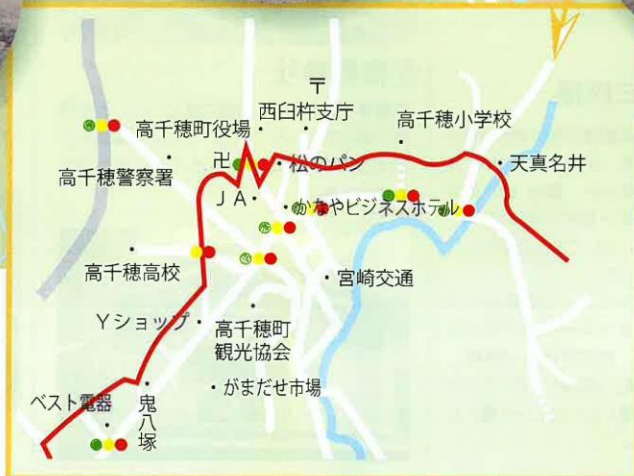 〒
西臼杵支庁
高千穂町役場
高千穂小学校
卍
松のパン
天真名井
高千穂警察署
ＪＡ
かなやビジネスホテル
高千穂高校
宮崎交通
Ｙショップ
高千穂町
観光協会
がまだせ市場
ベスト電器
鬼八塚